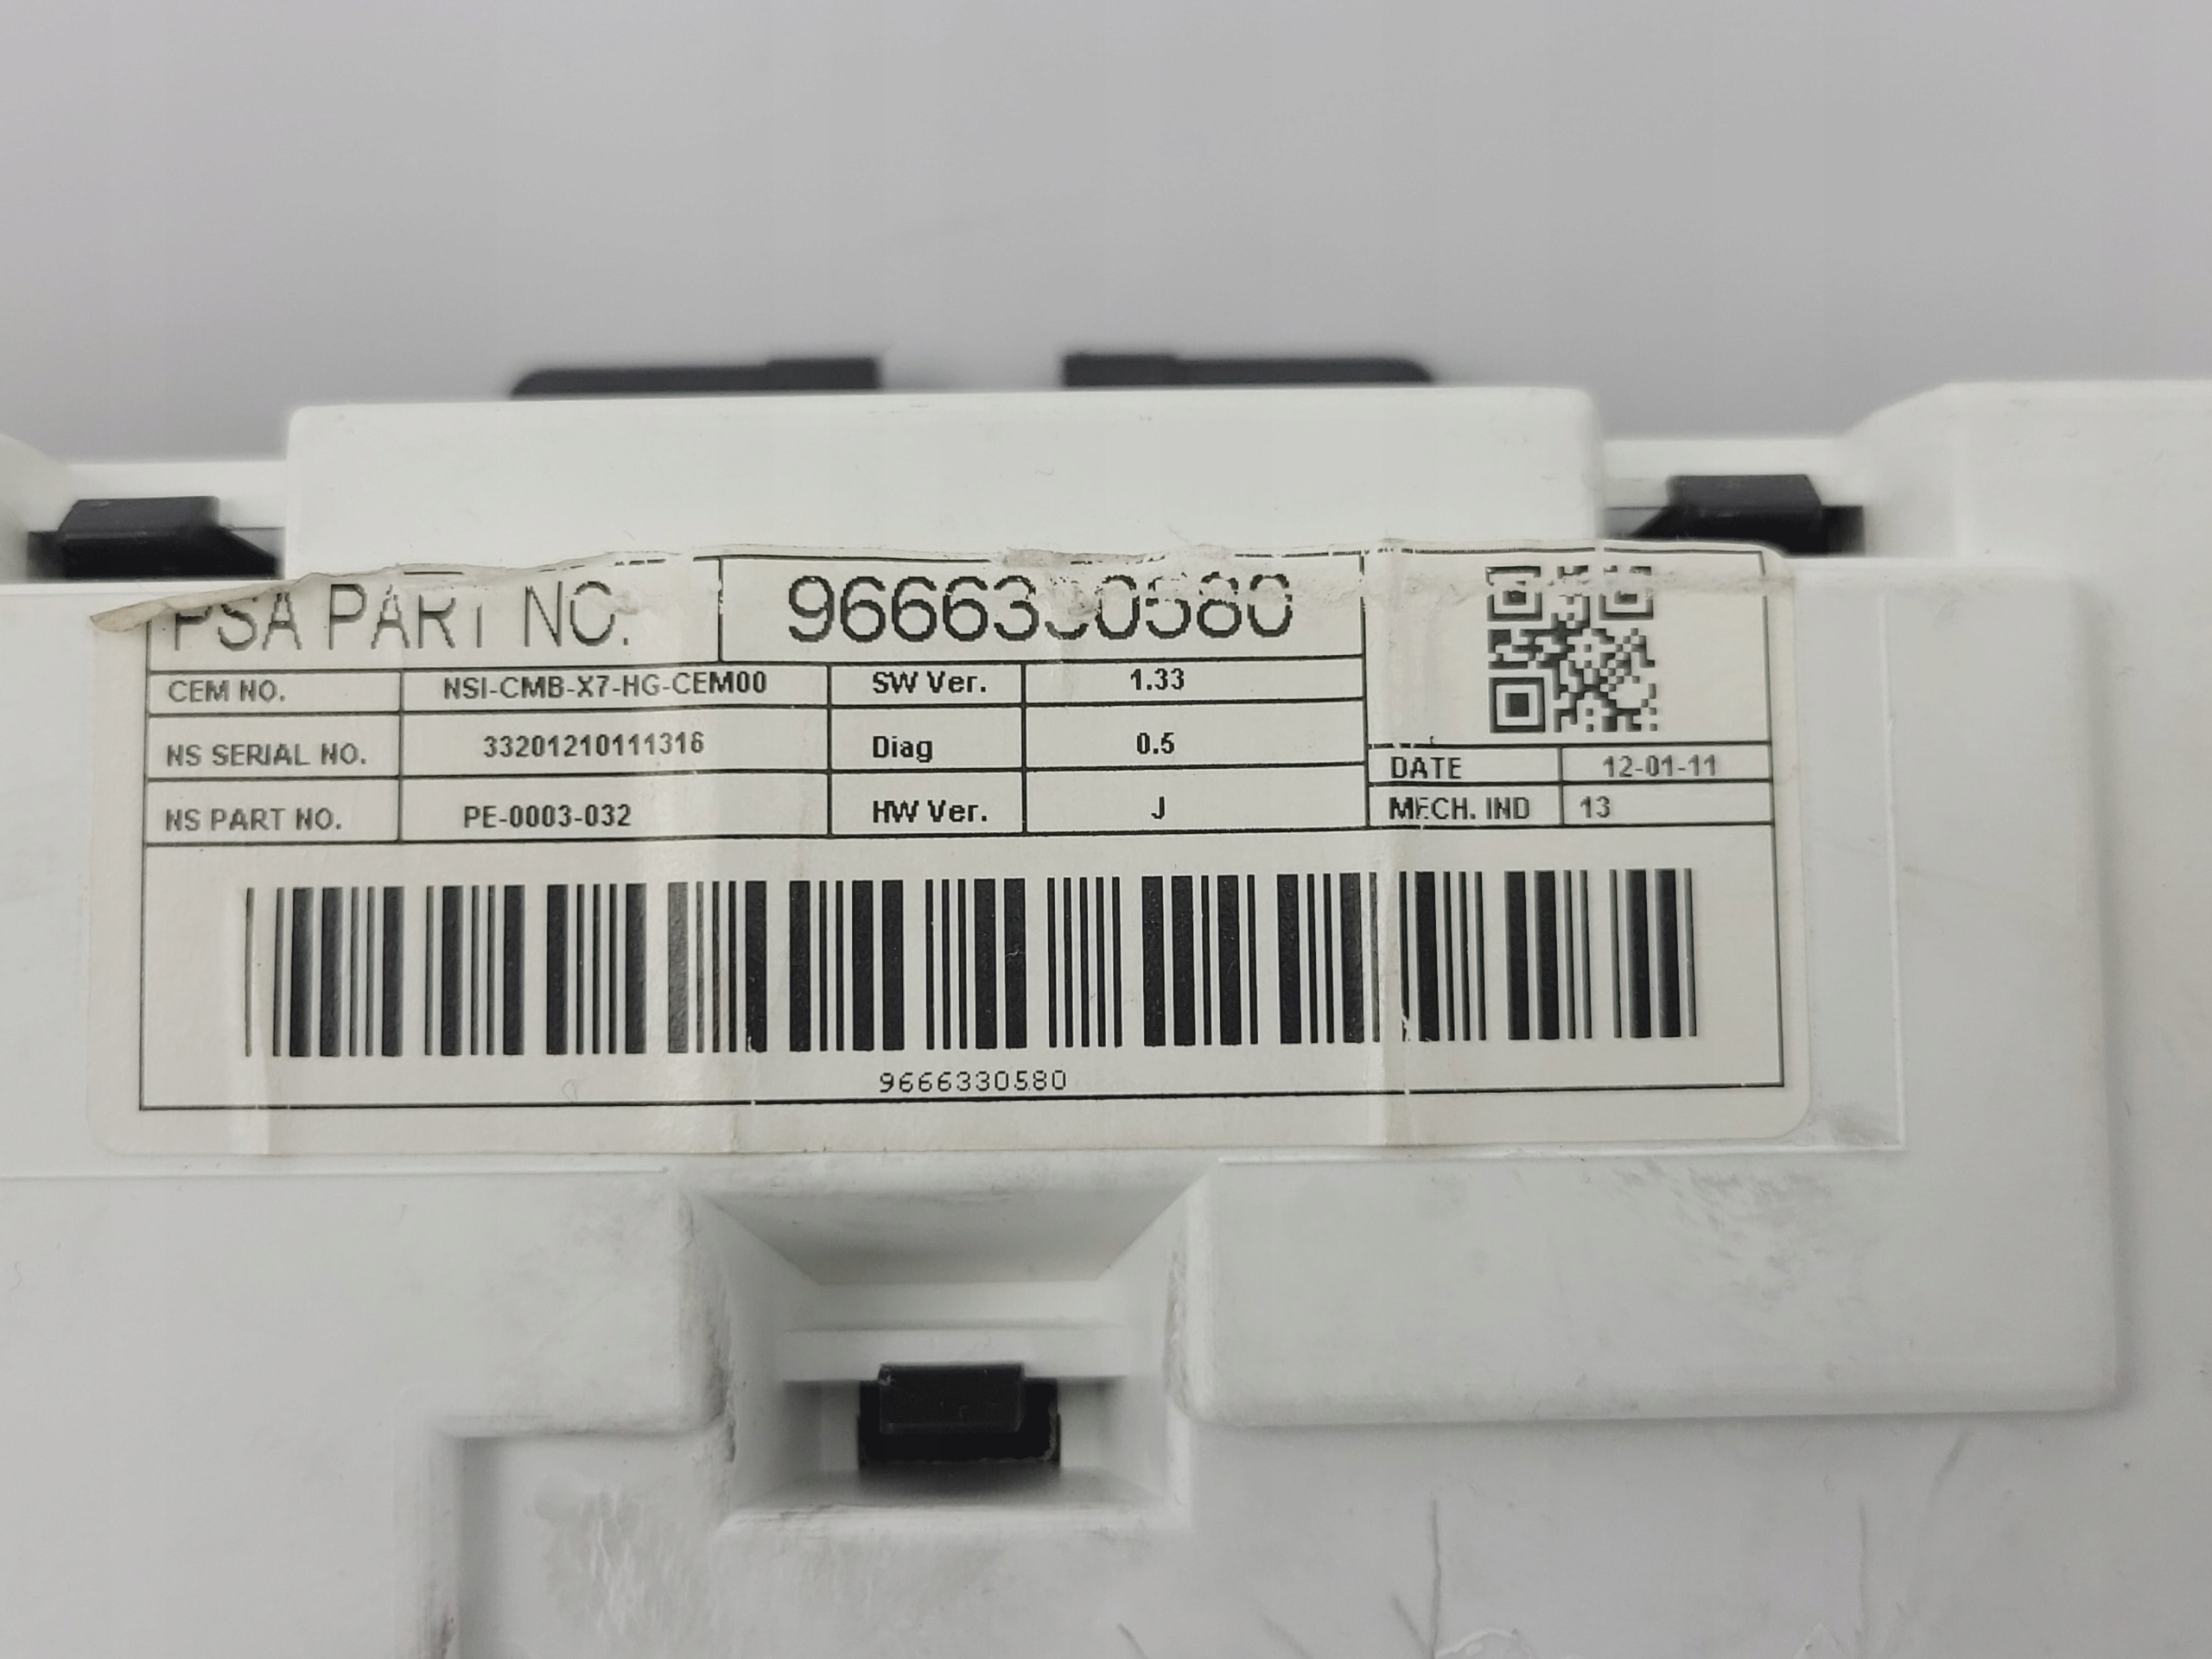 PSA PART NO. 9666330580
CEM NO. NSI-CMB-X7-HG-CEM00 SW Ver. 1.33
NS SERIAL NO. 33201210111316 Diag 0.5
DATE 12-01-11
NS PART NO. PE-0003-032 HW Ver. J
MECH. IND 13
9666330580